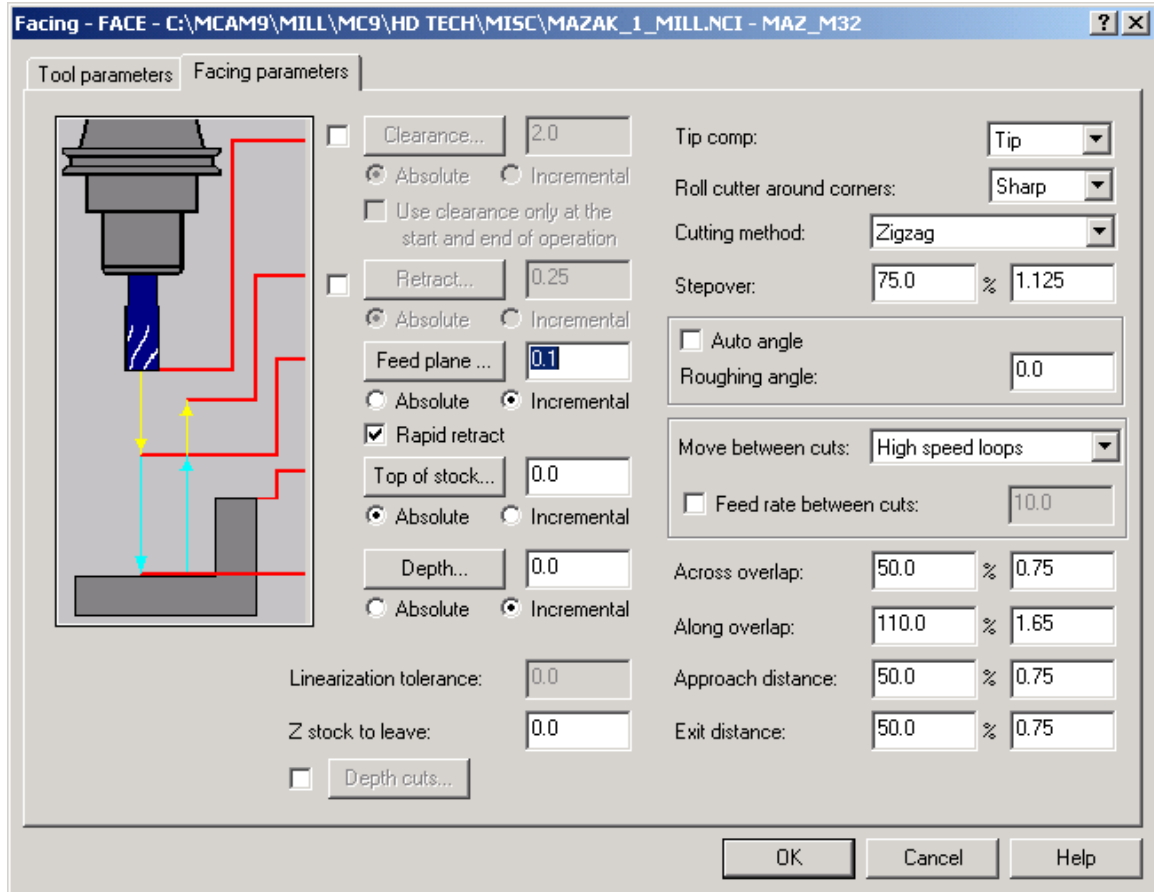 Facing - FACE - C:\MCAM9\MILL\MC9\HD TECH\MISC\MAZAK_1_MILL.NCI - MAZ_M32
Tool parameters
Facing parameters
Clearance...
2.0
Absolute
Incremental
Use clearance only at the
start and end of operation
Retract...
0.25
Absolute
Incremental
Feed plane ...
0.1
Absolute
Incremental
Rapid retract
Top of stock...
0.0
Absolute
Incremental
Depth...
0.0
Absolute
Incremental
Linearization tolerance:
0.0
Z stock to leave:
0.0
Depth cuts...
Tip comp:
Tip
Roll cutter around corners:
Sharp
Cutting method:
Zigzag
Stepover:
75.0
%
1.125
Auto angle
Roughing angle:
0.0
Move between cuts:
High speed loops
Feed rate between cuts:
10.0
Across overlap:
50.0
%
0.75
Along overlap:
110.0
%
1.65
Approach distance:
50.0
%
0.75
Exit distance:
50.0
%
0.75
OK
Cancel
Help